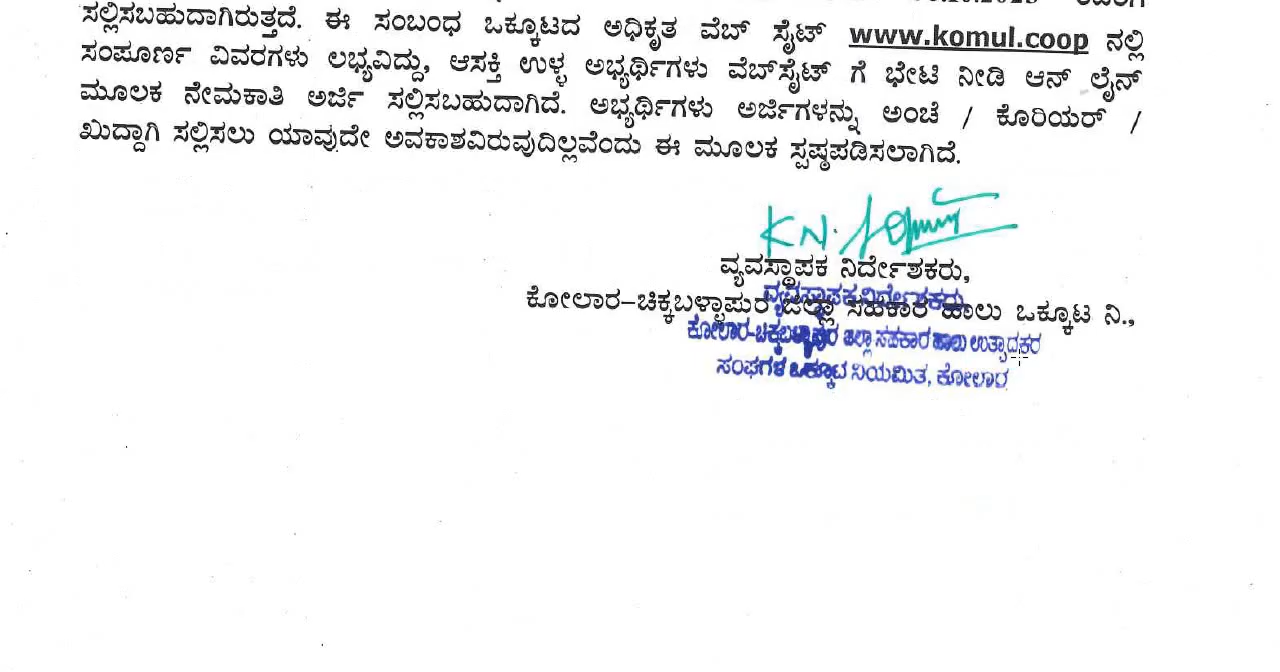 ಸಲ್ಲಿಸಬಹುದಾಗಿರುತ್ತದೆ. ಈ ಸಂಬಂಧ ಒಕ್ಕೂಟದ ಅಧಿಕೃತ ವೆಬ್ ಸೈಟ್ www.komul.coop ನಲ್ಲಿ
ಸಂಪೂರ್ಣ ವಿವರಗಳು ಲಭ್ಯವಿದ್ದು, ಆಸಕ್ತಿ ಉಳ್ಳ ಅಭ್ಯರ್ಥಿಗಳು ವೆಬ್‌ಸೈಟ್ ಗೆ ಭೇಟಿ ನೀಡಿ ಆನ್ ಲೈನ್
ಮೂಲಕ ನೇಮಕಾತಿ ಅರ್ಜಿ ಸಲ್ಲಿಸಬಹುದಾಗಿದೆ. ಅಭ್ಯರ್ಥಿಗಳು ಅರ್ಜಿಗಳನ್ನು ಅಂಚೆ / ಕೊರಿಯರ್ /
ಖುದ್ದಾಗಿ ಸಲ್ಲಿಸಲು ಯಾವುದೇ ಅವಕಾಶವಿರುವುದಿಲ್ಲವೆಂದು ಈ ಮೂಲಕ ಸ್ಪಷ್ಠಪಡಿಸಲಾಗಿದೆ.
K N.
ವ್ಯವಸ್ಥಾಪಕ ನಿರ್ದೇಶಕರು,
ಕೋಲಾರ-ಚಿಕ್ಕಬಳ್ಳಾಪುರ ಜಿಲ್ಲಾ ಸಹಕಾರ ಹಾಲು ಒಕ್ಕೂಟ ನಿ.,
ವ್ಯವಸ್ಥಾಪಕ ನಿರ್ದೇಶಕರು
ಕೋಲಾರ-ಚಿಕ್ಕಬಳ್ಳಾಪುರ ಜಿಲ್ಲಾ ಸಹಕಾರ ಹಾಲು ಉತ್ಪಾದಕರ
ಸಂಘಗಳ ಒಕ್ಕೂಟ ನಿಯಮಿತ, ಕೋಲಾರ